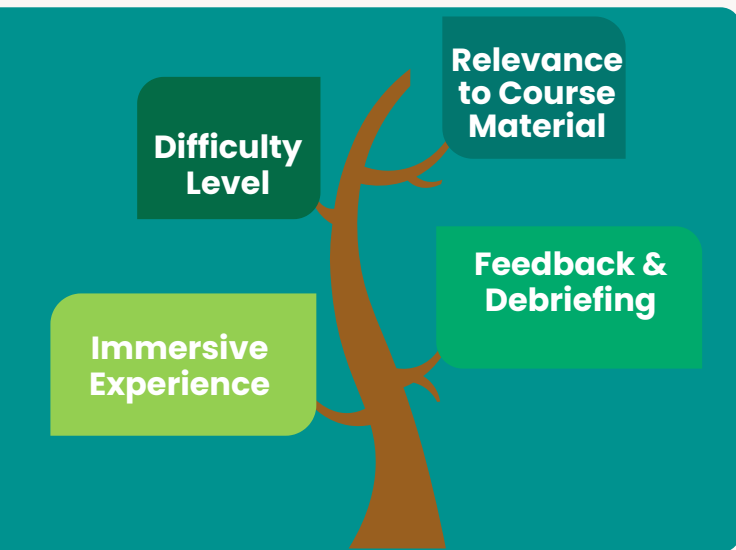 Relevance
to Course
Material
Difficulty
Level
Feedback &
Debriefing
Immersive
Experience